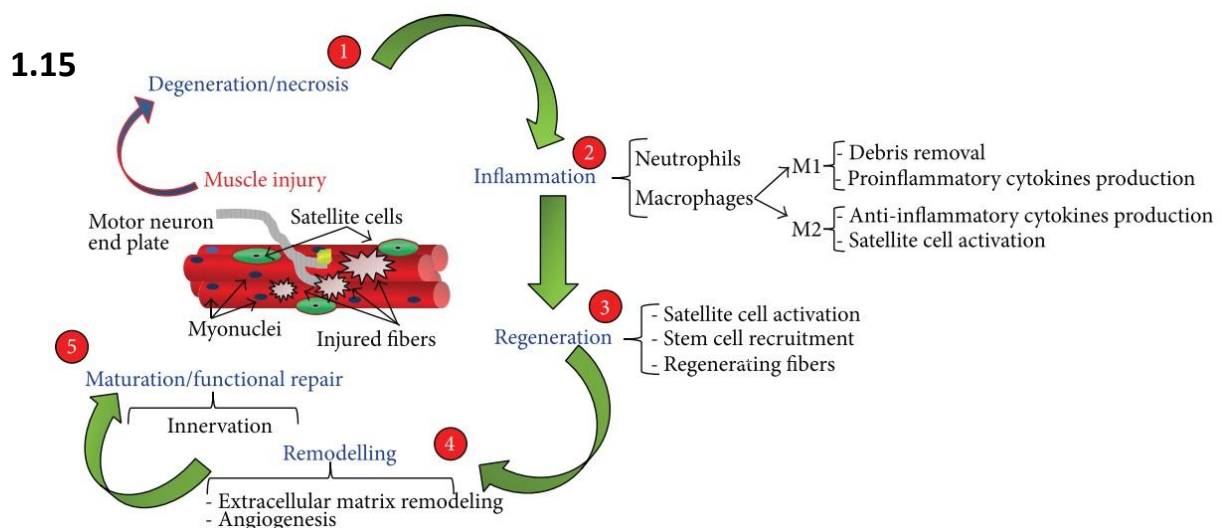 1.15
1
Degeneration/necrosis
2
Inflammation
Neutrophils
Macrophages
M1
- Debris removal
- Proinflammatory cytokines production
M2
- Anti-inflammatory cytokines production
- Satellite cell activation
Muscle injury
Motor neuron
end plate
Satellite cells
Myonuclei
Injured fibers
3
Regeneration
- Satellite cell activation
- Stem cell recruitment
- Regenerating fibers
4
Remodelling
- Extracellular matrix remodeling
- Angiogenesis
5
Maturation/functional repair
Innervation